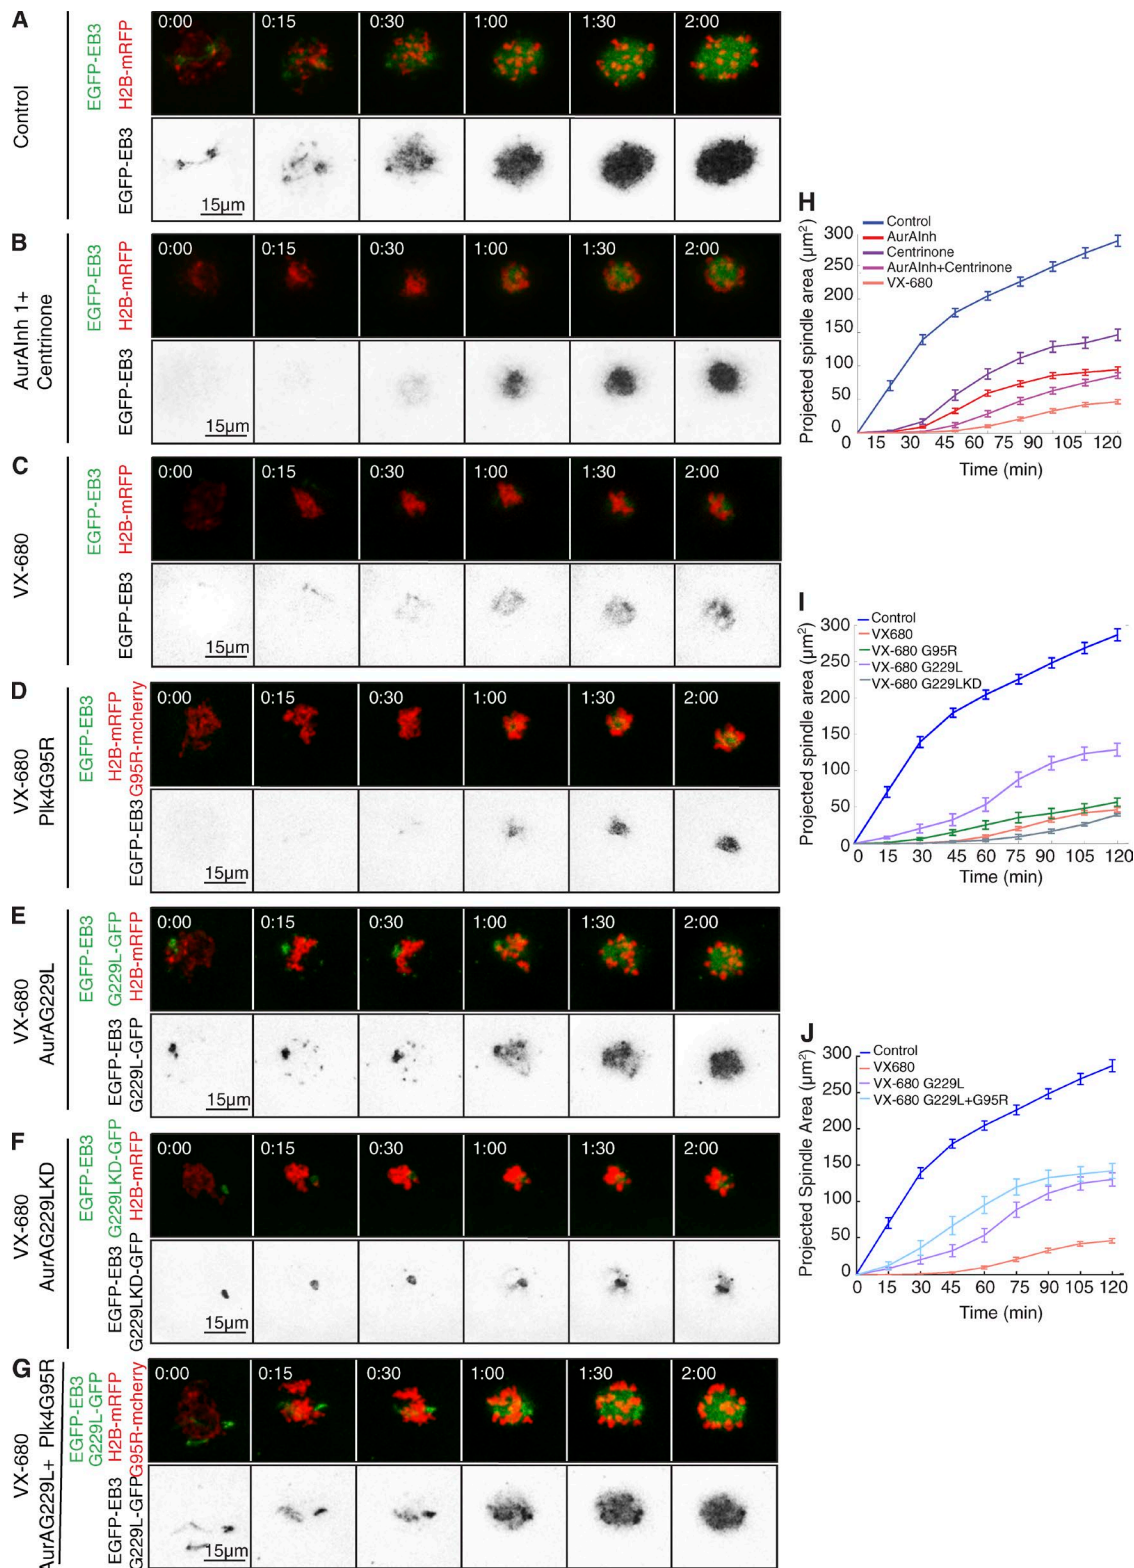 A
Control
EGFP-EB3
H2B-mRFP
0:00
0:15
0:30
1:00
1:30
2:00
EGFP-EB3
15µm
B
AurAInh 1+
Centrinone
EGFP-EB3
H2B-mRFP
0:00
0:15
0:30
1:00
1:30
2:00
EGFP-EB3
15µm
C
VX-680
EGFP-EB3
H2B-mRFP
0:00
0:15
0:30
1:00
1:30
2:00
EGFP-EB3
15µm
D
VX-680
Plk4G95R
EGFP-EB3
H2B-mRFP
G95R-mcherry
0:00
0:15
0:30
1:00
1:30
2:00
EGFP-EB3
15µm
E
VX-680
AurAG229L
EGFP-EB3
G229L-GFP
H2B-mRFP
0:00
0:15
0:30
1:00
1:30
2:00
EGFP-EB3
G229L-GFP
15µm
F
VX-680
AurAG229LKD
EGFP-EB3
G229LKD-GFP
H2B-mRFP
0:00
0:15
0:30
1:00
1:30
2:00
EGFP-EB3
G229LKD-GFP
15µm
G
VX-680
AurAG229L+ Plk4G95R
EGFP-EB3
G229L-GFP
H2B-mRFP
G95R-mcherry
0:00
0:15
0:30
1:00
1:30
2:00
EGFP-EB3
G229L-GFP
15µm
H
Control
AurAInh
Centrinone
AurAInh+Centrinone
VX-680
Projected spindle area (µm²)
300
250
200
150
100
50
0
0 15 30 45 60 75 90 105 120
Time (min)
I
Control
VX680
VX-680 G95R
VX-680 G229L
VX-680 G229LKD
Projected spindle area (µm²)
300
250
200
150
100
50
0
0 15 30 45 60 75 90 105 120
Time (min)
J
Control
VX680
VX-680 G229L
VX-680 G229L+G95R
Projected Spindle Area (µm²)
300
250
200
150
100
50
0
0 15 30 45 60 75 90 105 120
Time (min)